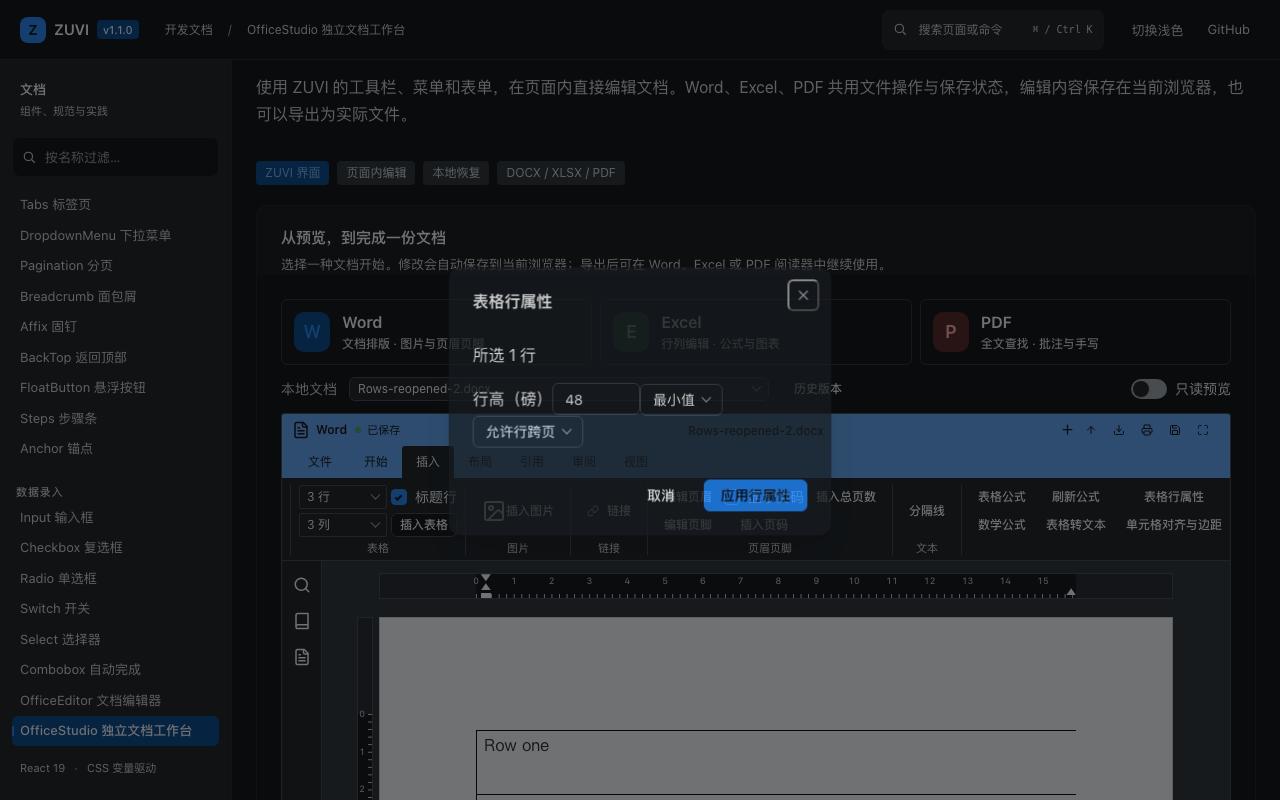 Z ZUVI v1.1.0 开发文档 / OfficeStudio 独立文档工作台 搜索页面或命令 ⌘ / Ctrl K 切换浅色 GitHub
文档
组件、规范与实践
按名称过滤...
Tabs 标签页
DropdownMenu 下拉菜单
Pagination 分页
Breadcrumb 面包屑
Affix 固钉
BackTop 返回顶部
FloatButton 悬浮按钮
Steps 步骤条
Anchor 锚点
数据录入
Input 输入框
Checkbox 复选框
Radio 单选框
Switch 开关
Select 选择器
Combobox 自动完成
OfficeEditor 文档编辑器
OfficeStudio 独立文档工作台
React 19 · CSS 变量驱动
使用 ZUVI 的工具栏、菜单和表单，在页面内直接编辑文档。Word、Excel、PDF 共用文件操作与保存状态，编辑内容保存在当前浏览器，也
可以导出为实际文件。
ZUVI 界面 页面内编辑 本地恢复 DOCX / XLSX / PDF
从预览，到完成一份文档
选择一种文档开始。修改会自动保存到当前浏览器；导出后可在 Word、Excel 或 PDF 阅读器中继续使用。
W Word
文档排版 · 图片与页眉页脚
E Excel
行列编辑 · 公式与图表
P PDF
全文查找 · 批注与手写
本地文档 Rows-reopened-2.docx 历史版本 只读预览
Word 已保存 Rows-reopened-2.docx
文件 开始 插入 布局 引用 审阅 视图
3 行 标题行
3 列 插入表格
表格
插入图片
图片
链接
链接
编辑页眉 插入总页数
编辑页脚 插入页码
页眉页脚
分隔线
文本
表格公式 刷新公式 表格行属性
数学公式 表格转文本 单元格对齐与边距
表格行属性
所选 1 行
行高（磅） 48 最小值
允许行跨页
取消 应用行属性
0 1 2 3 4 5 6 7 8 9 10 11 12 13 14 15
0
1
2
Row one